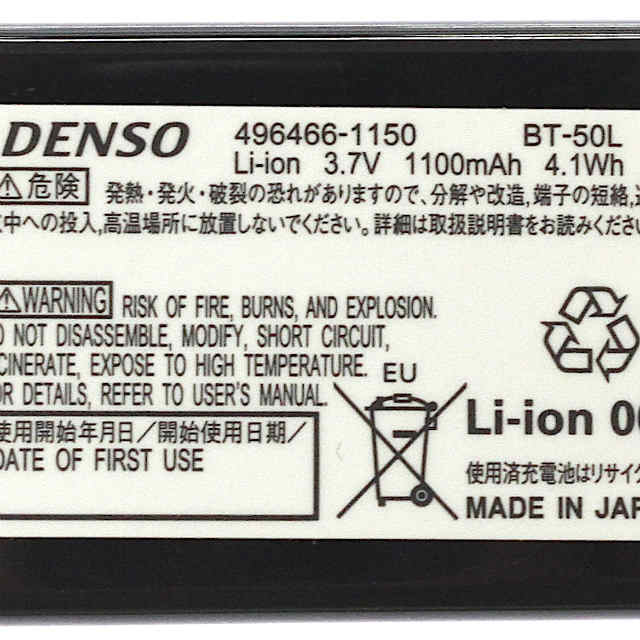 DENSO 496466-1150 BT-50L
Li-ion 3.7V 1100mAh 4.1Wh
危険 発熱・発火・破裂の恐れがありますので、分解や改造,端子の短絡,
中への投入,高温場所に放置しないでください。詳細は取扱説明書をお読みくださ
WARNING RISK OF FIRE, BURNS, AND EXPLOSION.
NOT DISASSEMBLE, MODIFY, SHORT CIRCUIT,
CINERATE, EXPOSE TO HIGH TEMPERATURE.
OR DETAILS, REFER TO USER'S MANUAL.
EU
使用開始年月日／開始使用日期／
DATE OF FIRST USE
Li-ion 0
使用済充電池はリサイク
MADE IN JAP